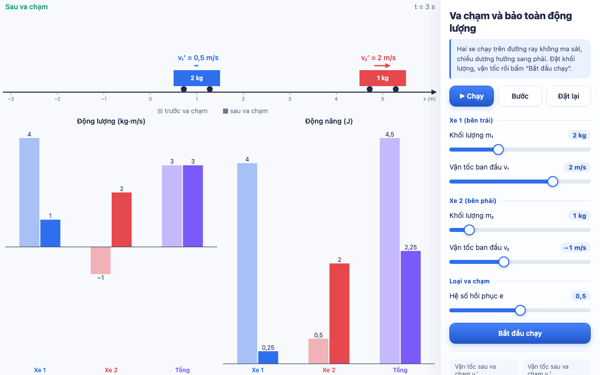 Sau va chạm
t = 3 s
v₁′ = 0,5 m/s
v₂′ = 2 m/s
2 kg
1 kg
−3 −2 −1 0 1 2 3 4 5 x (m)
trước va chạm sau va chạm
Động lượng (kg·m/s)
4
1
−1
2
3
3
Xe 1 Xe 2 Tổng
Động năng (J)
4
0,25
0,5
2
4,5
2,25
Xe 1 Xe 2 Tổng
Va chạm và bảo toàn động
lượng
Hai xe chạy trên đường ray không ma sát,
chiều dương hướng sang phải. Đặt khối
lượng, vận tốc rồi bấm “Bắt đầu chạy”.
▶ Chạy
Bước
Đặt lại
Xe 1 (bên trái)
Khối lượng m₁ 2 kg
Vận tốc ban đầu v₁ 2 m/s
Xe 2 (bên phải)
Khối lượng m₂ 1 kg
Vận tốc ban đầu v₂ −1 m/s
Loại va chạm
Hệ số hồi phục e 0,5
Bắt đầu chạy
Vận tốc sau va
chạm v₁′
Vận tốc sau va
chạm v₂′